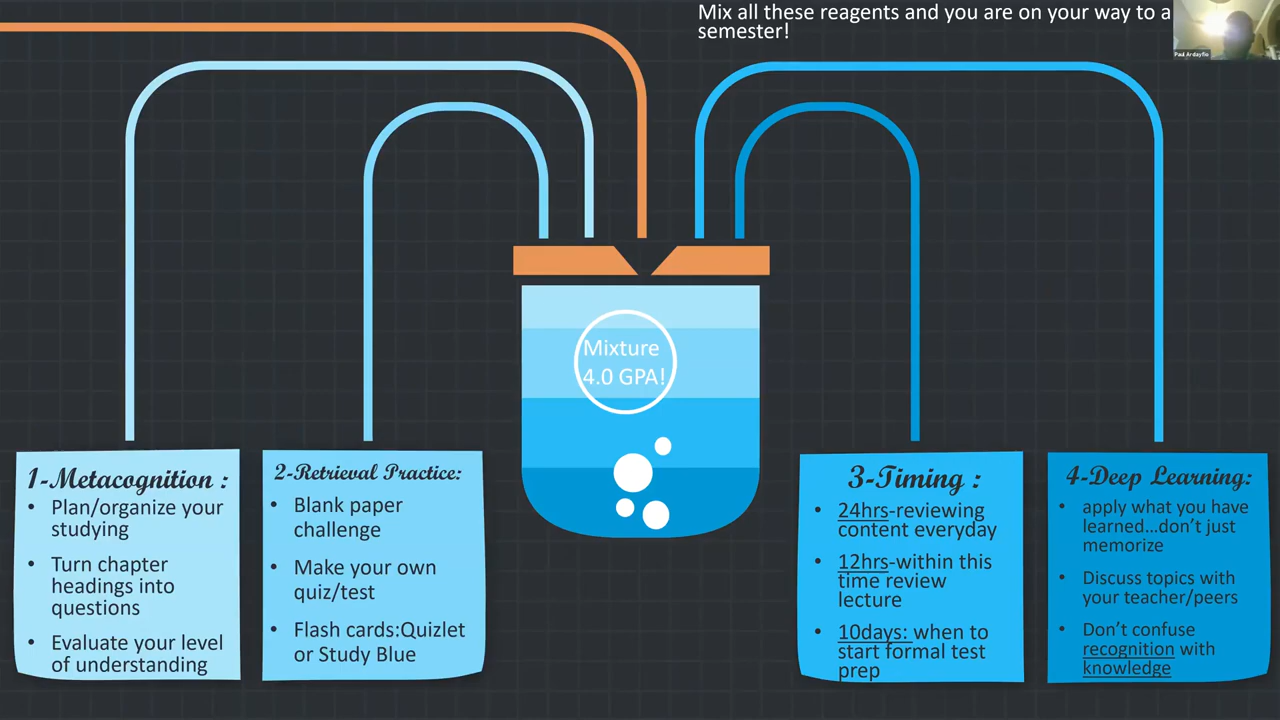 Mix all these reagents and you are on your way to a
semester!
Paul Ardayfio
Mixture
4.0 GPA!
1-Metacognition :
• Plan/organize your
studying
• Turn chapter
headings into
questions
• Evaluate your level
of understanding
2-Retrieval Practice:
• Blank paper
challenge
• Make your own
quiz/test
• Flash cards:Quizlet
or Study Blue
3-Timing :
• 24hrs-reviewing
content everyday
• 12hrs-within this
time review
lecture
• 10days: when to
start formal test
prep
4-Deep Learning:
• apply what you have
learned…don't just
memorize
• Discuss topics with
your teacher/peers
• Don't confuse
recognition with
knowledge